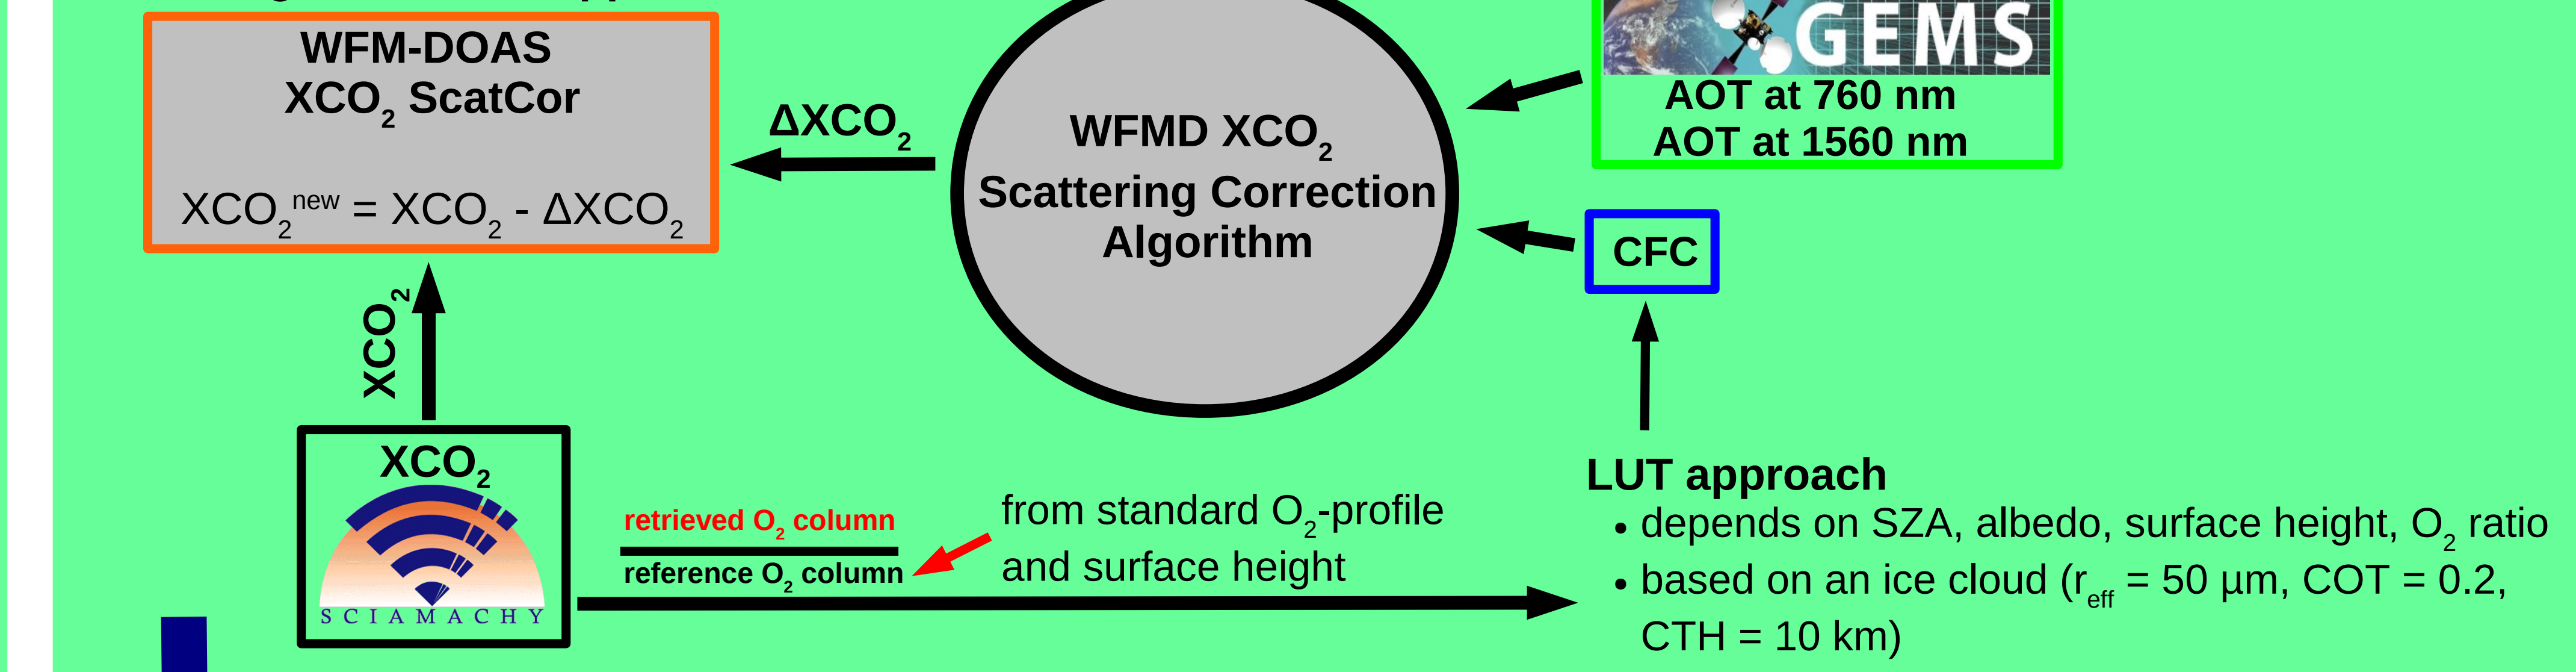 WFM-DOAS
XCO₂ ScatCor
XCO₂ⁿᵉʷ = XCO₂ - ΔXCO₂
ΔXCO₂
WFMD XCO₂
Scattering Correction
Algorithm
GEMS
AOT at 760 nm
AOT at 1560 nm
CFC
XCO₂
XCO₂
SCIAMACHY
retrieved O₂ column
reference O₂ column
from standard O₂-profile
and surface height
LUT approach
• depends on SZA, albedo, surface height, O₂ ratio
• based on an ice cloud (r_eff = 50 µm, COT = 0.2,
CTH = 10 km)